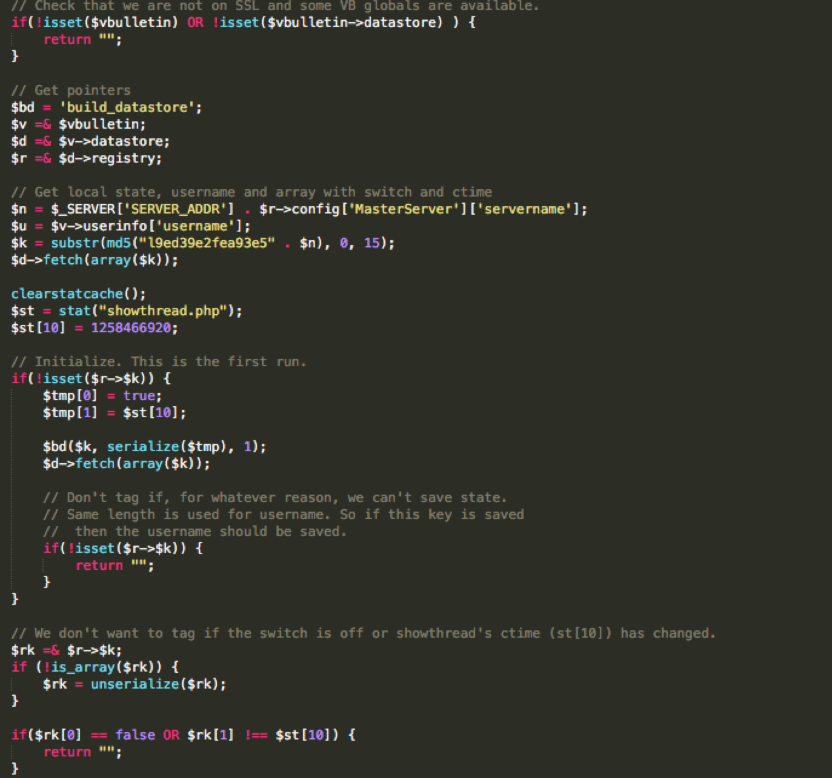 // Check that we are not on SSL and some VB globals are available.
if(!isset($vbulletin) OR !isset($vbulletin->datastore) ) {
    return "";
}

// Get pointers
$bd = 'build_datastore';
$v =& $vbulletin;
$d =& $v->datastore;
$r =& $d->registry;

// Get local state, username and array with switch and ctime
$n = $_SERVER['SERVER_ADDR'] . $r->config['MasterServer']['servername'];
$u = $v->userinfo['username'];
$k = substr(md5("l9ed39e2fea93e5" . $n), 0, 15);
$d->fetch(array($k));

clearstatcache();
$st = stat("showthread.php");
$st[10] = 1258466920;

// Initialize. This is the first run.
if(!isset($r->$k)) {
    $tmp[0] = true;
    $tmp[1] = $st[10];

    $bd($k, serialize($tmp), 1);
    $d->fetch(array($k));

    // Don't tag if, for whatever reason, we can't save state.
    // Same length is used for username. So if this key is saved
    //  then the username should be saved.
    if(!isset($r->$k)) {
        return "";
    }
}

// We don't want to tag if the switch is off or showthread's ctime (st[10]) has changed.
$rk =& $r->$k;
if (!is_array($rk)) {
    $rk = unserialize($rk);
}

if($rk[0] == false OR $rk[1] !== $st[10]) {
    return "";
}